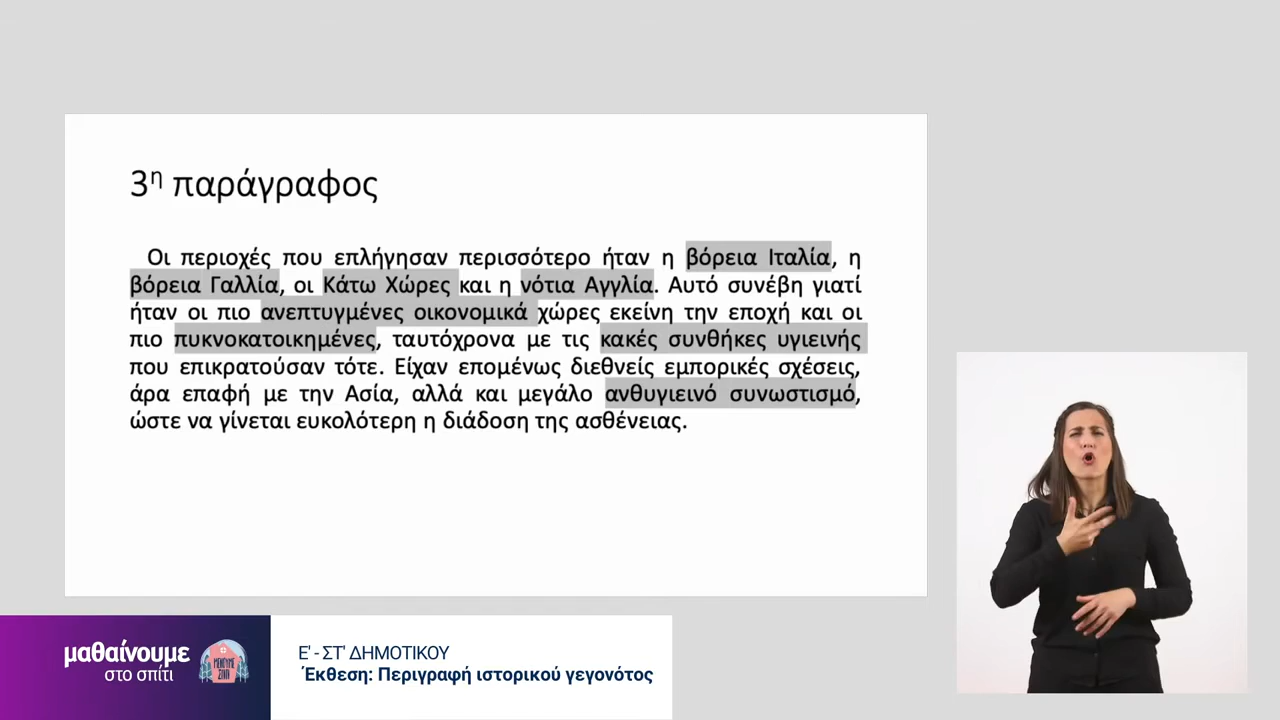 3η παράγραφος
Οι περιοχές που επλήγησαν περισσότερο ήταν η βόρεια Ιταλία, η
βόρεια Γαλλία, οι Κάτω Χώρες και η νότια Αγγλία. Αυτό συνέβη γιατί
ήταν οι πιο ανεπτυγμένες οικονομικά χώρες εκείνη την εποχή και οι
πιο πυκνοκατοικημένες, ταυτόχρονα με τις κακές συνθήκες υγιεινής
που επικρατούσαν τότε. Είχαν επομένως διεθνείς εμπορικές σχέσεις,
άρα επαφή με την Ασία, αλλά και μεγάλο ανθυγιεινό συνωστισμό,
ώστε να γίνεται ευκολότερη η διάδοση της ασθένειας.
μαθαίνουμε
στο σπίτι
ΜΕΝΟΥΜΕ
ΣΠΙΤΙ
Ε' - ΣΤ' ΔΗΜΟΤΙΚΟΥ
Έκθεση: Περιγραφή ιστορικού γεγονότος